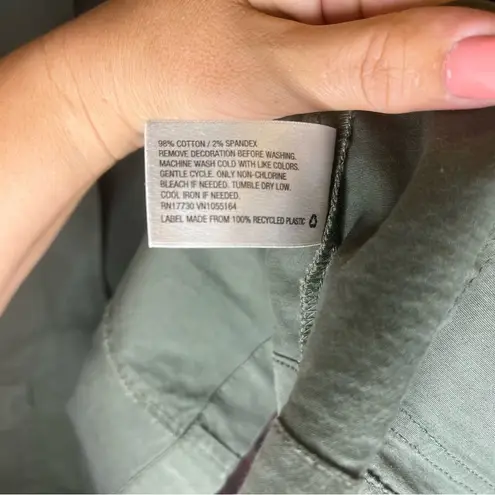 98% COTTON / 2% SPANDEX
REMOVE DECORATION BEFORE WASHING.
MACHINE WASH COLD WITH LIKE COLORS.
GENTLE CYCLE. ONLY NON-CHLORINE
BLEACH IF NEEDED. TUMBLE DRY LOW.
COOL IRON IF NEEDED.
RN17730 VN1055164
LABEL MADE FROM 100% RECYCLED PLASTIC